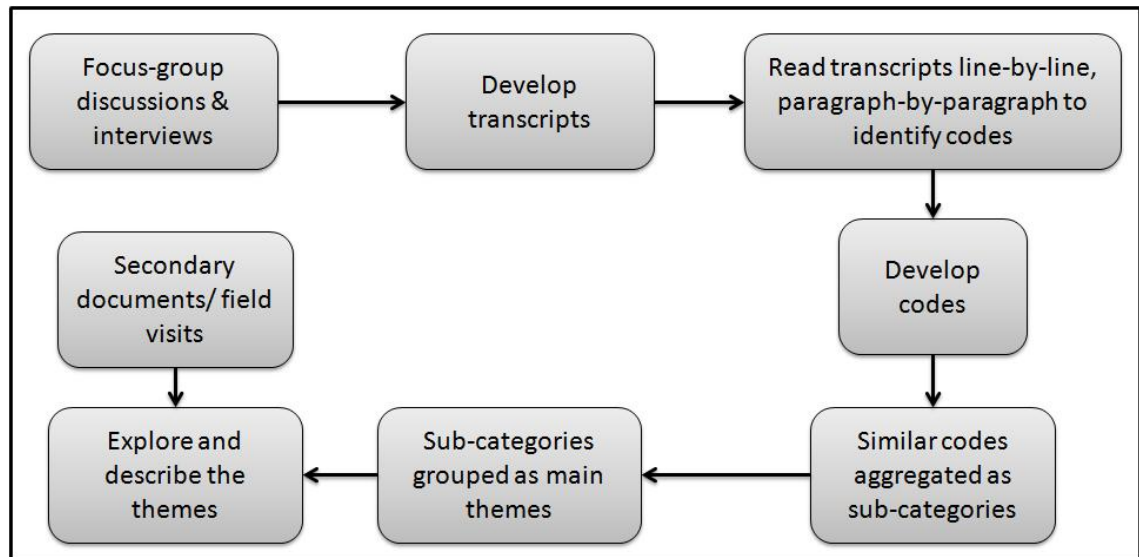 Focus-group
discussions &
interviews
Develop
transcripts
Read transcripts line-by-line,
paragraph-by-paragraph to
identify codes
Develop
codes
Similar codes
aggregated as
sub-categories
Sub-categories
grouped as main
themes
Secondary
documents/ field
visits
Explore and
describe the
themes